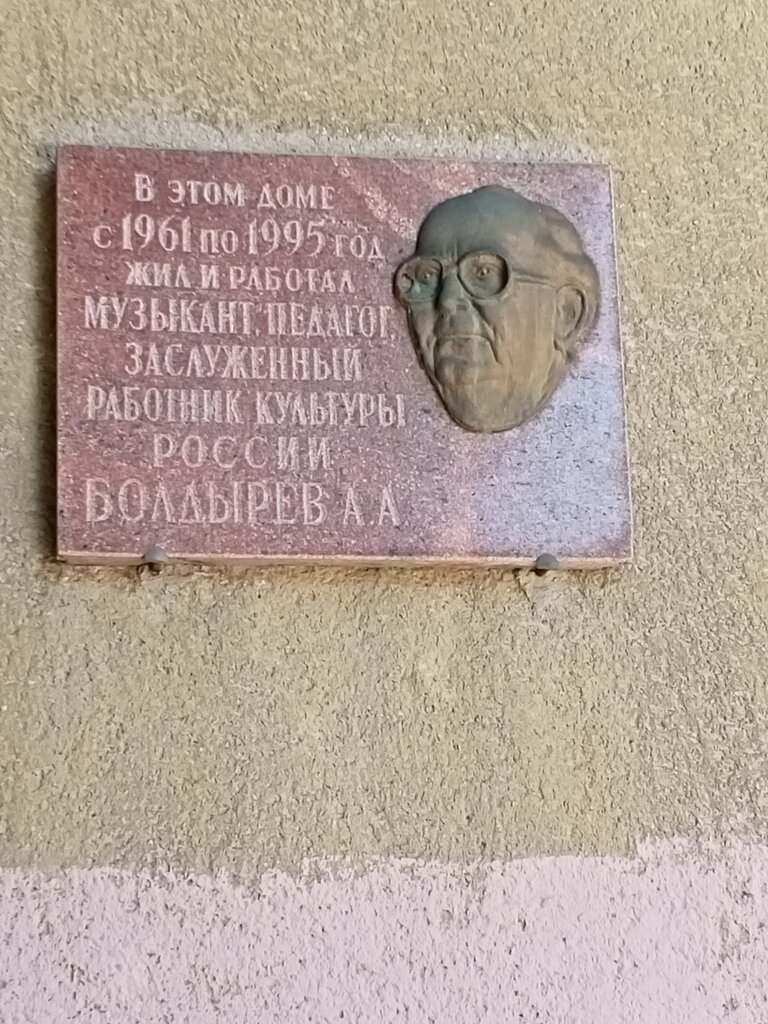 В ЭТОМ ДОМЕ
С 1961 ПО 1995 ГОД
ЖИЛ И РАБОТАЛ
МУЗЫКАНТ, ПЕДАГОГ,
ЗАСЛУЖЕННЫЙ
РАБОТНИК КУЛЬТУРЫ
РОССИИ
БОЛДЫРЕВ А.А